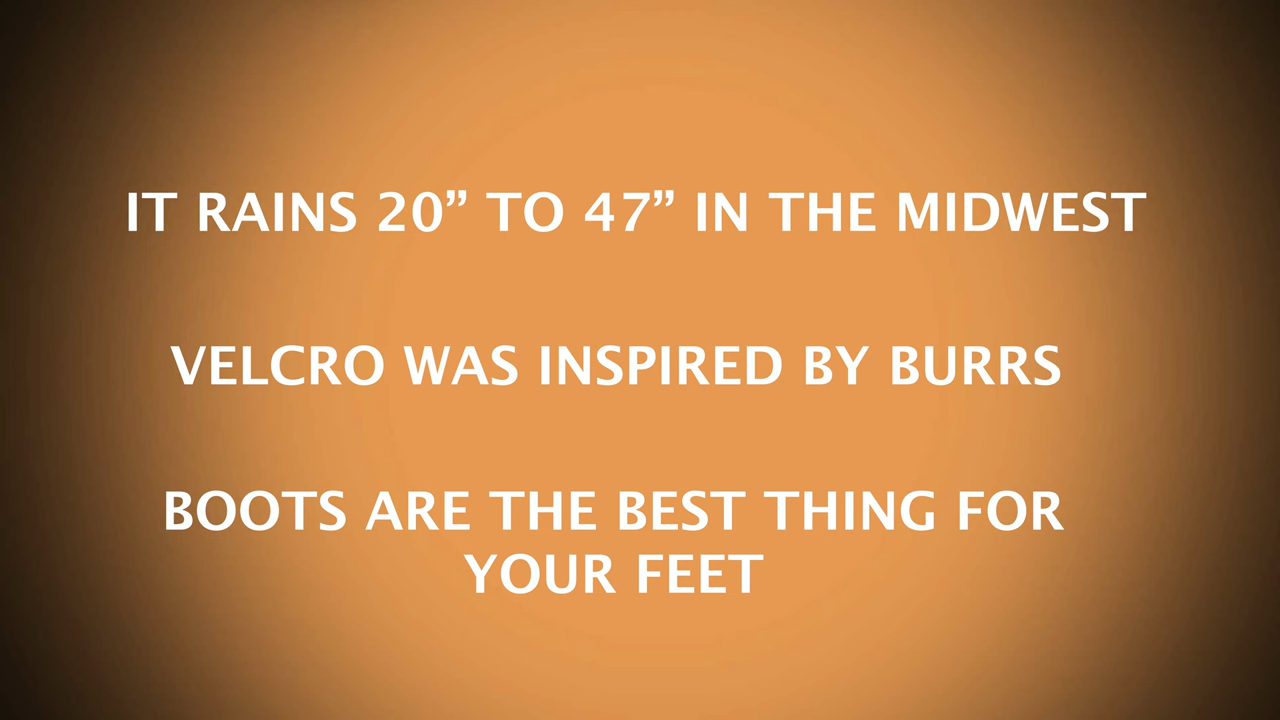 IT RAINS 20” TO 47” IN THE MIDWEST
VELCRO WAS INSPIRED BY BURRS
BOOTS ARE THE BEST THING FOR
YOUR FEET